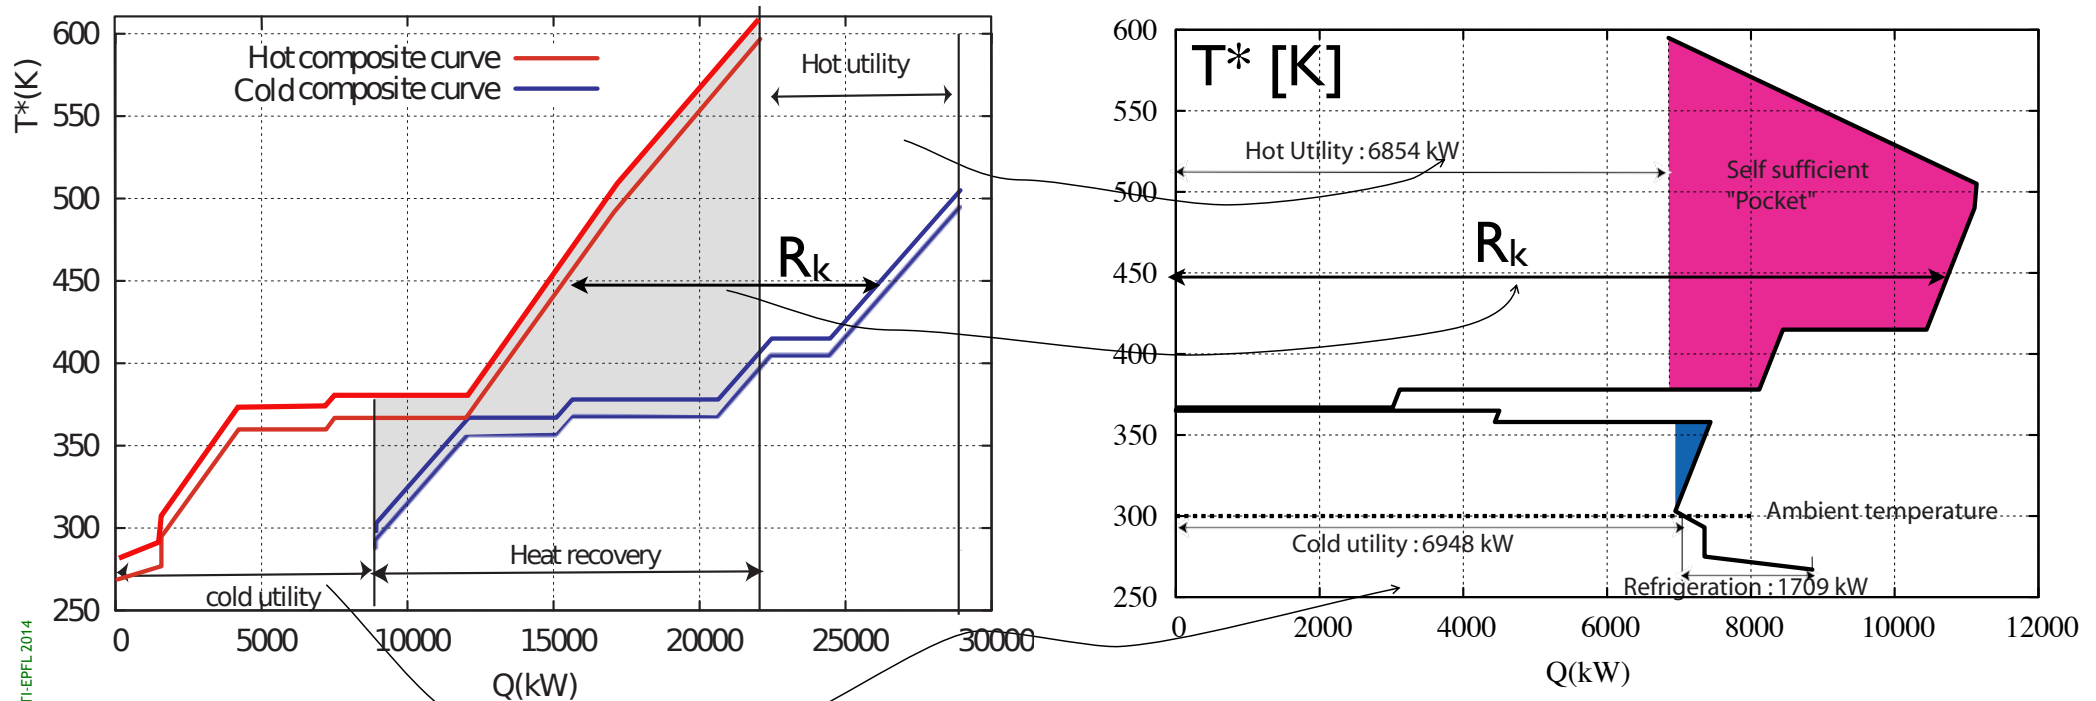 600
550
500
450
400
350
300
250
T*(K)
Hot composite curve
Cold composite curve
Hot utility
Rk
Heat recovery
cold utility
0
5000
10000
15000
20000
25000
30000
Q(kW)
TI-EPFL 2014
600
550
500
450
400
350
300
250
T* [K]
Hot Utility : 6854 kW
Self sufficient
"Pocket"
Rk
Ambient temperature
Cold utility : 6948 kW
Refrigeration : 1709 kW
0
2000
4000
6000
8000
10000
12000
Q(kW)